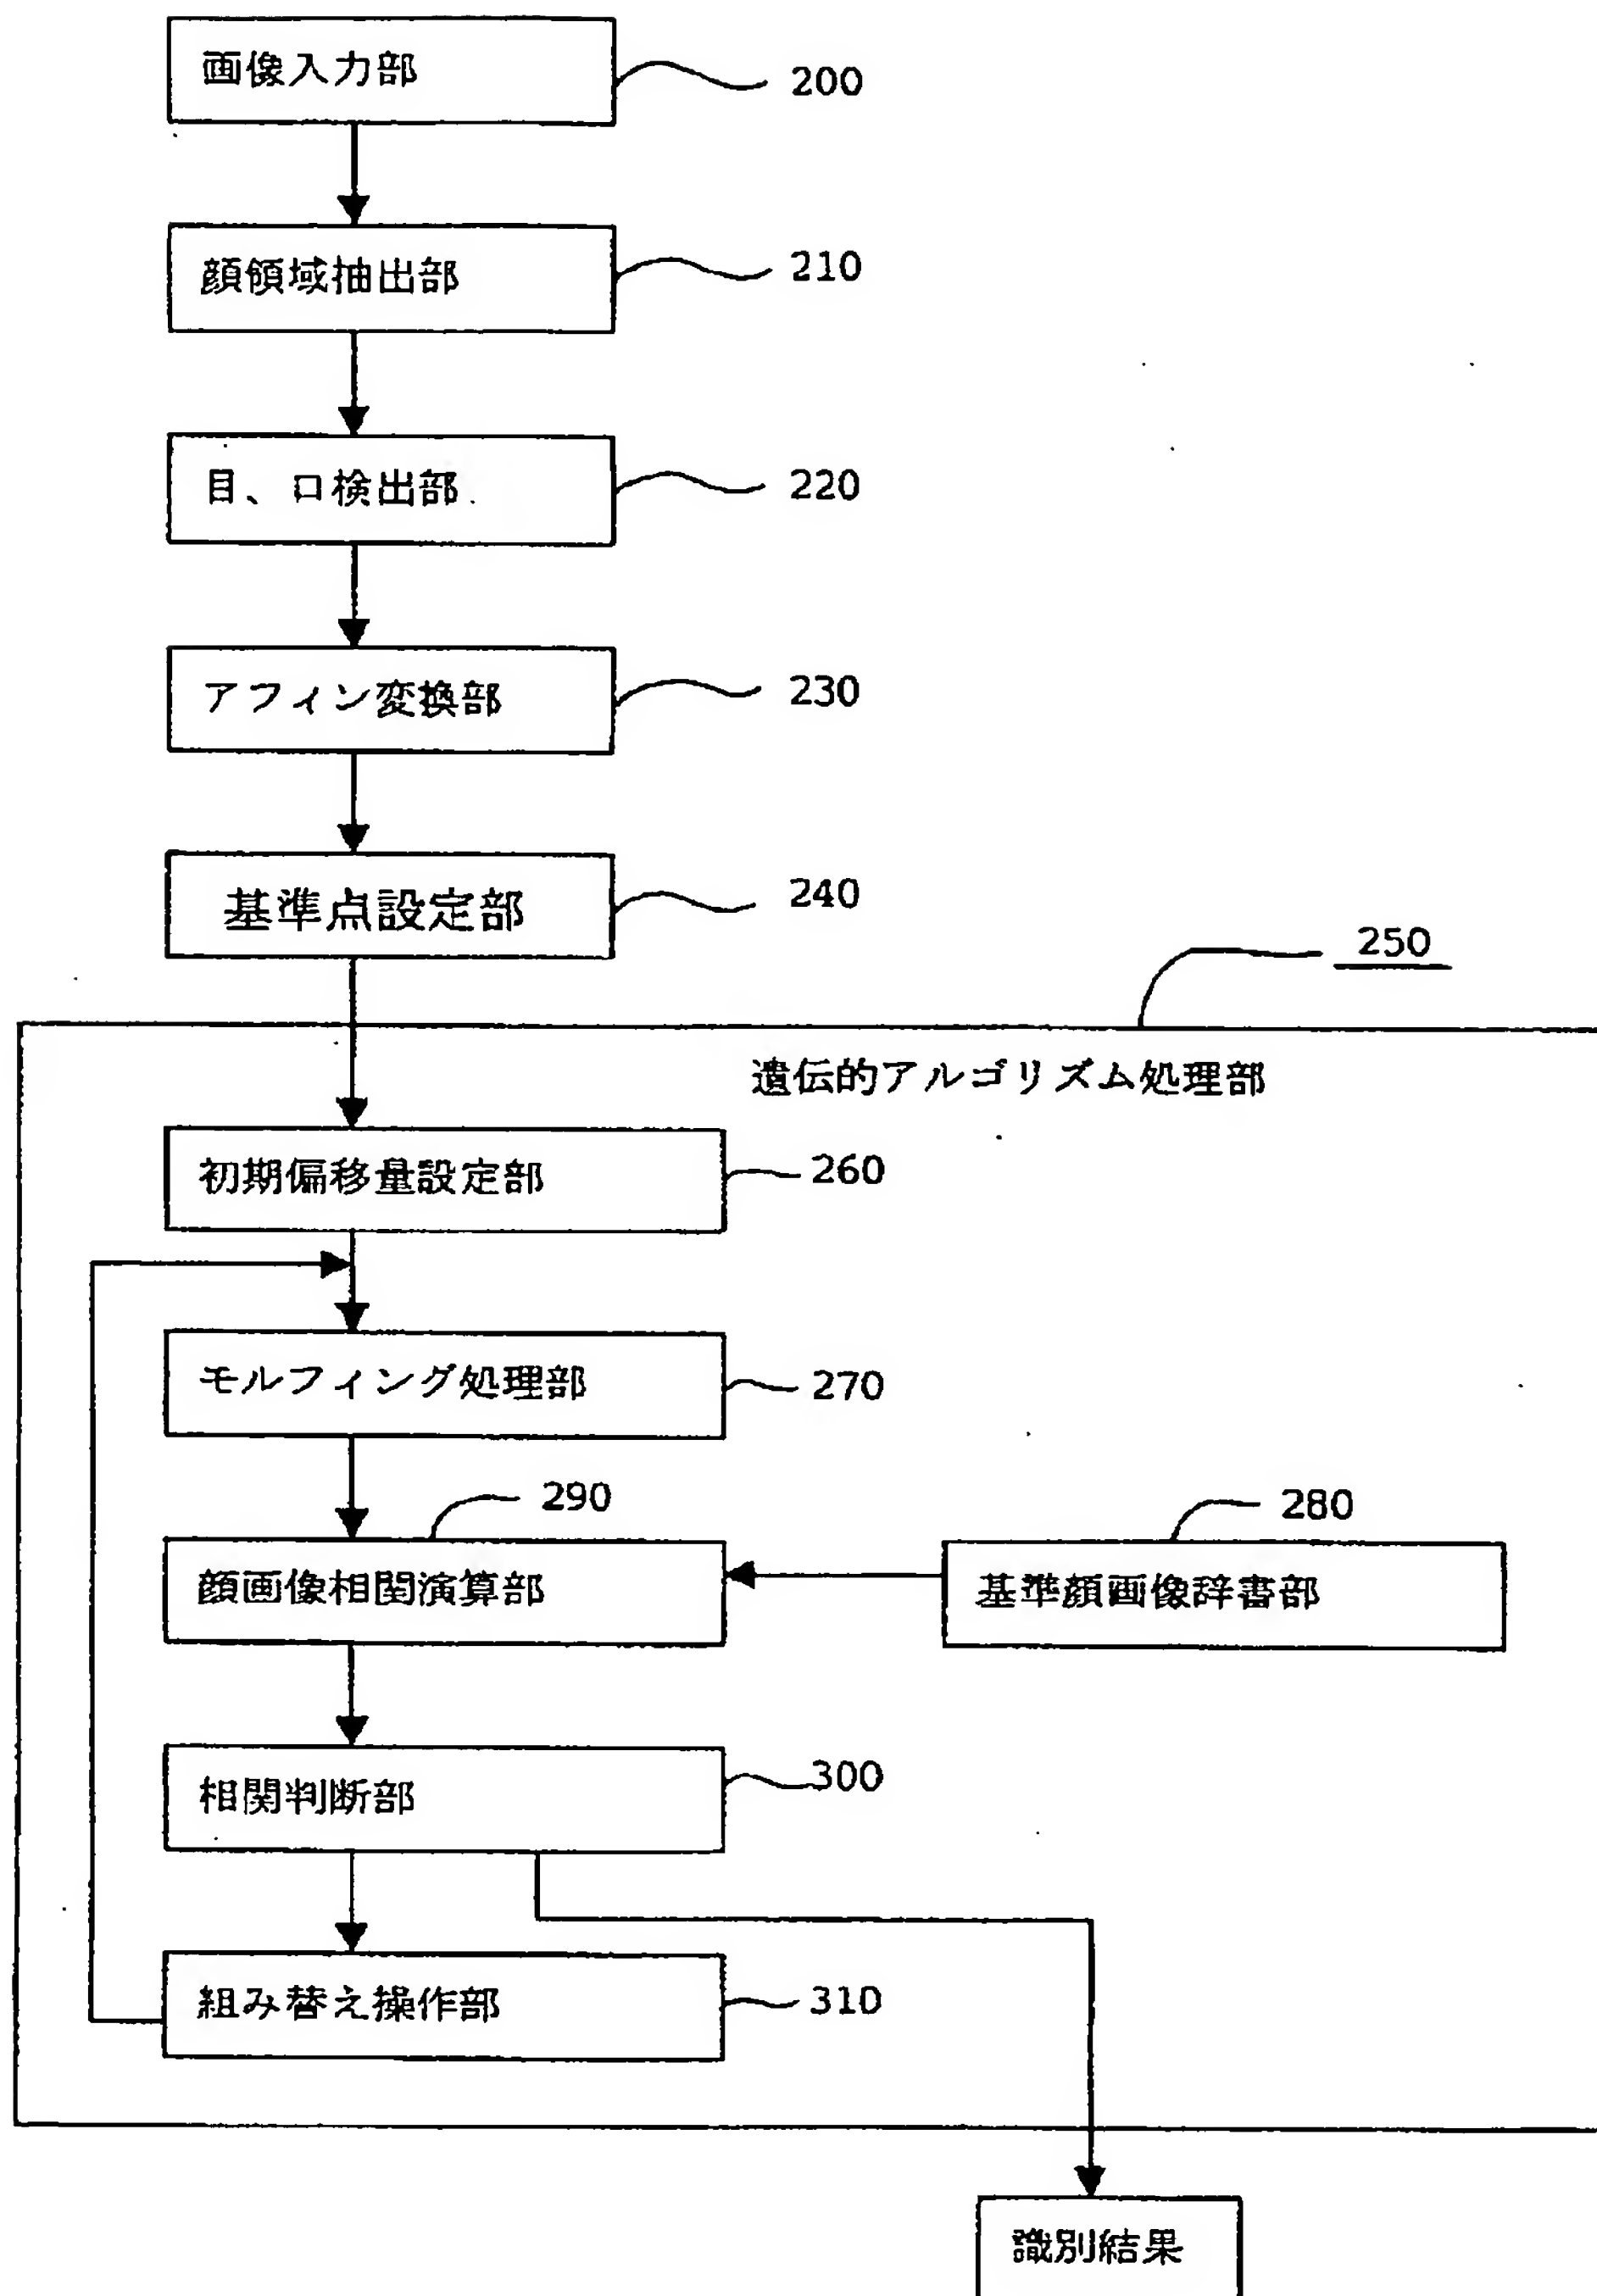 画像入力部
200
顔領域抽出部
210
目、口検出部
220
アフィン変換部
230
基準点設定部
240
250
遺伝的アルゴリズム処理部
初期偏移量設定部
260
モルフィング処理部
270
290
280
顔画像相関演算部
基準顔画像辞書部
相関判断部
300
組み替え操作部
310
識別結果